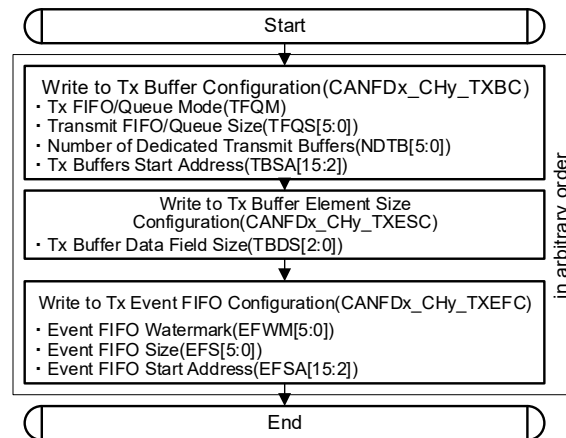 Start
Write to Tx Buffer Configuration(CANFDx_CHy_TXBC)
・Tx FIFO/Queue Mode(TFQM)
・Transmit FIFO/Queue Size(TFQS[5:0])
・Number of Dedicated Transmit Buffers(NDTB[5:0])
・Tx Buffers Start Address(TBSA[15:2])
Write to Tx Buffer Element Size
Configuration(CANFDx_CHy_TXESC)
・Tx Buffer Data Field Size(TBDS[2:0])
Write to Tx Event FIFO Configuration(CANFDx_CHy_TXEFC)
・Event FIFO Watermark(EFWM[5:0])
・Event FIFO Size(EFS[5:0])
・Event FIFO Start Address(EFSA[15:2])
in arbitrary order
End